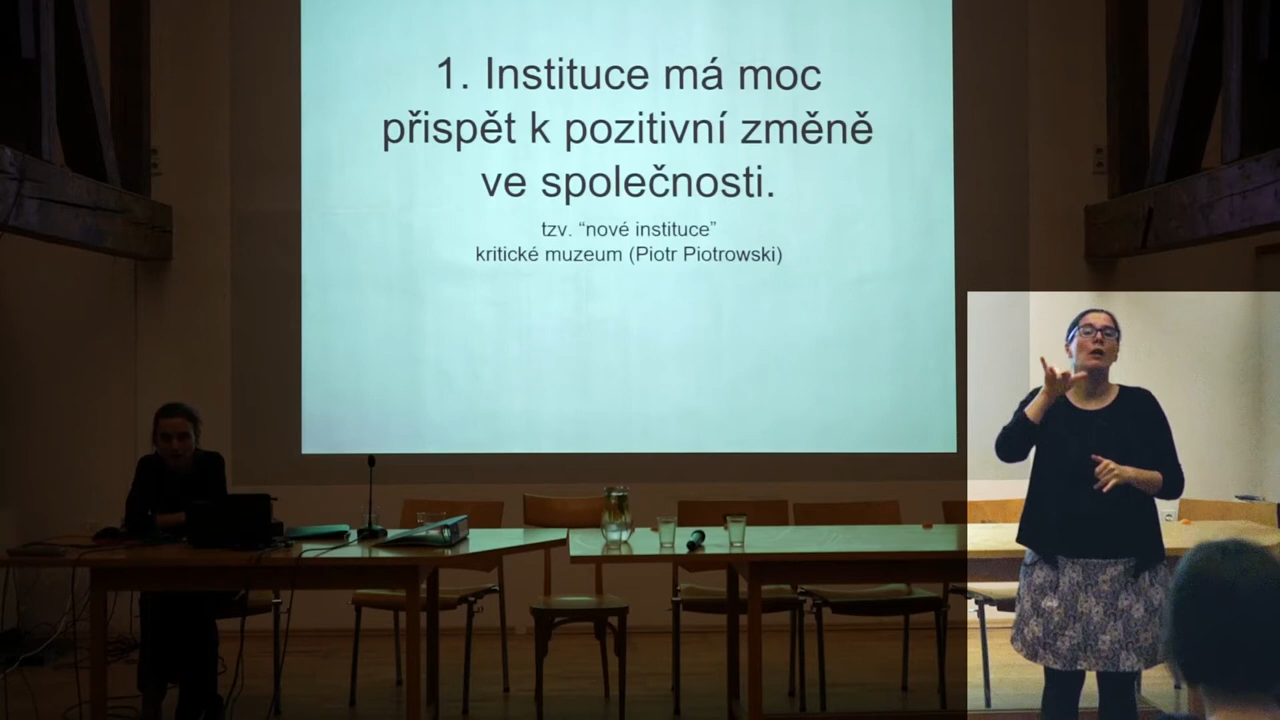 1. Instituce má moc
přispět k pozitivní změně
ve společnosti.
tzv. “nové instituce”
kritické muzeum (Piotr Piotrowski)